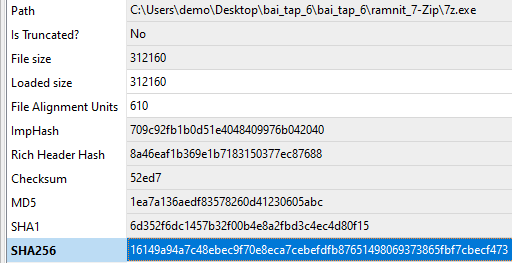 Path C:\Users\demo\Desktop\bai_tap_6\bai_tap_6\ramnit_7-Zip\7z.exe
Is Truncated? No
File size 312160
Loaded size 312160
File Alignment Units 610
ImpHash 709c92fb1b0d51e4048409976b042040
Rich Header Hash 8a46eaf1b369e1b7183150377ec87688
Checksum 52ed7
MD5 1ea7a136aedf83578260d41230605abc
SHA1 6d352f6dc1457b32f00b4e8a2fbd3c4ec4d80f15
SHA256 16149a94a7c48ebec9f70e8eca7cebefdfb87651498069373865fbf7cbecf473